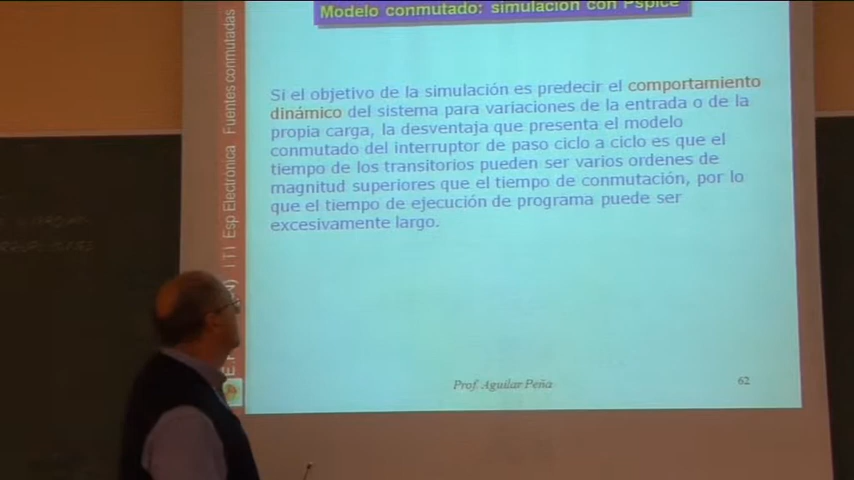 Modelo conmutado: simulación con Pspice
Si el objetivo de la simulación es predecir el comportamiento
dinámico del sistema para variaciones de la entrada o de la
propia carga, la desventaja que presenta el modelo
conmutado del interruptor de paso ciclo a ciclo es que el
tiempo de los transitorios pueden ser varios ordenes de
magnitud superiores que el tiempo de conmutación, por lo
que el tiempo de ejecución de programa puede ser
excesivamente largo.
Prof. Aguilar Peña
62
ITI Esp Electrónica Fuentes conmuladas